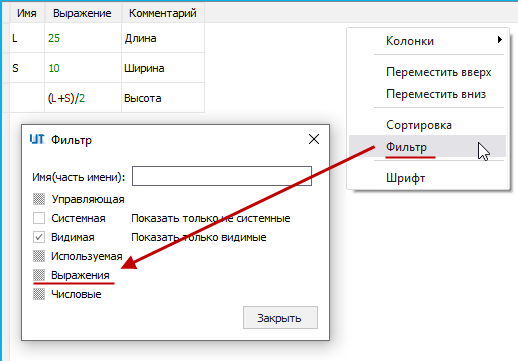 Имя Выражение Комментарий
L 25 Длина
S 10 Ширина
(L+S)/2 Высота
Колонки
Переместить вверх
Переместить вниз
Сортировка
Фильтр
Шрифт
UT Фильтр
Имя(часть имени):
Управляющая
Системная Показать только не системные
Видимая Показать только видимые
Используемая
Выражения
Числовые
Закрыть